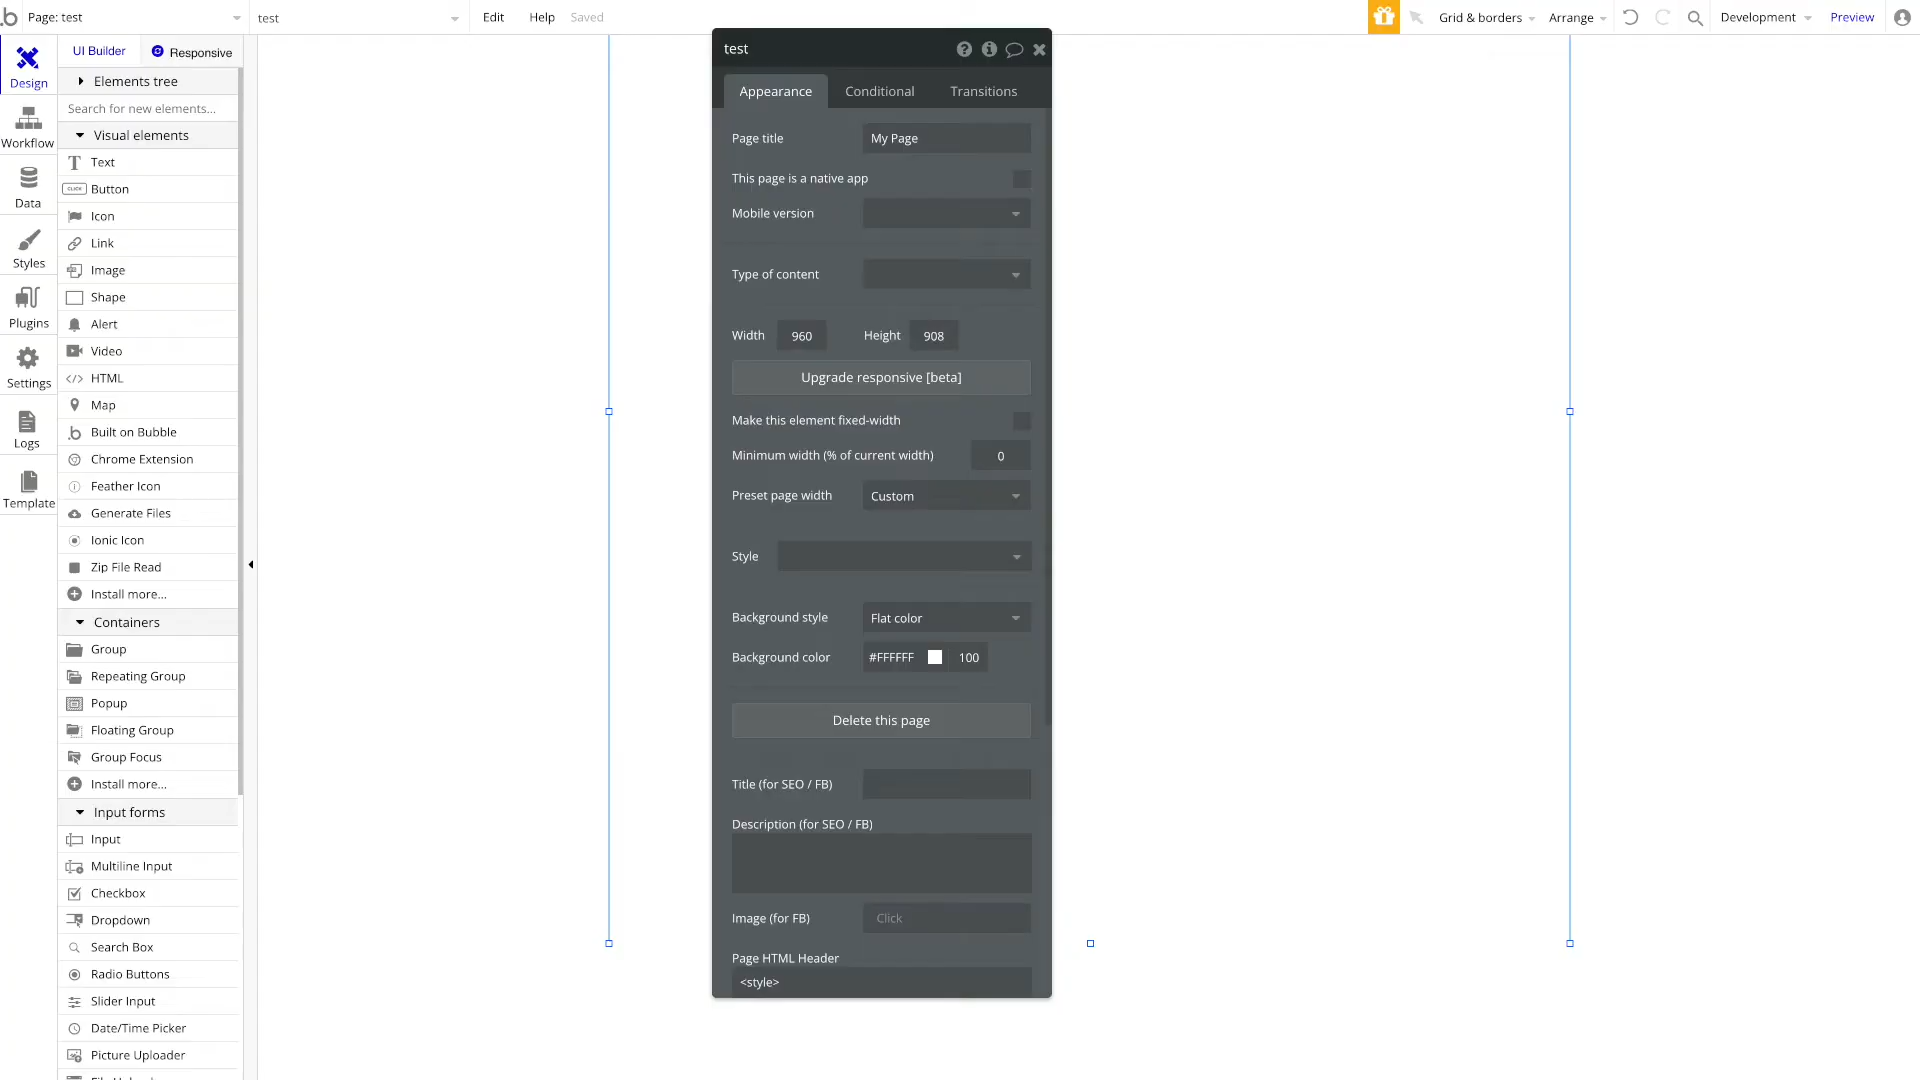 .b
Page: test
test
Edit
Help
Saved
Grid & borders
Arrange
Development
Preview
Design
Workflow
Data
Styles
Plugins
Settings
Logs
Template
UI Builder
Responsive
Elements tree
Search for new elements...
Visual elements
Text
CLICK
Button
Icon
Link
Image
Shape
Alert
Video
</> HTML
Map
.b Built on Bubble
Chrome Extension
Feather Icon
Generate Files
Ionic Icon
Zip File Read
Install more...
Containers
Group
Repeating Group
Popup
Floating Group
Group Focus
Install more...
Input forms
Input
Multiline Input
Checkbox
Dropdown
Search Box
Radio Buttons
Slider Input
Date/Time Picker
Picture Uploader
test
Appearance
Conditional
Transitions
Page title
My Page
This page is a native app
Mobile version
Type of content
Width 960
Height 908
Upgrade responsive [beta]
Make this element fixed-width
Minimum width (% of current width)
0
Preset page width
Custom
Style
Background style
Flat color
Background color
#FFFFFF
100
Delete this page
Title (for SEO / FB)
Description (for SEO / FB)
Image (for FB)
Click
Page HTML Header
<style>